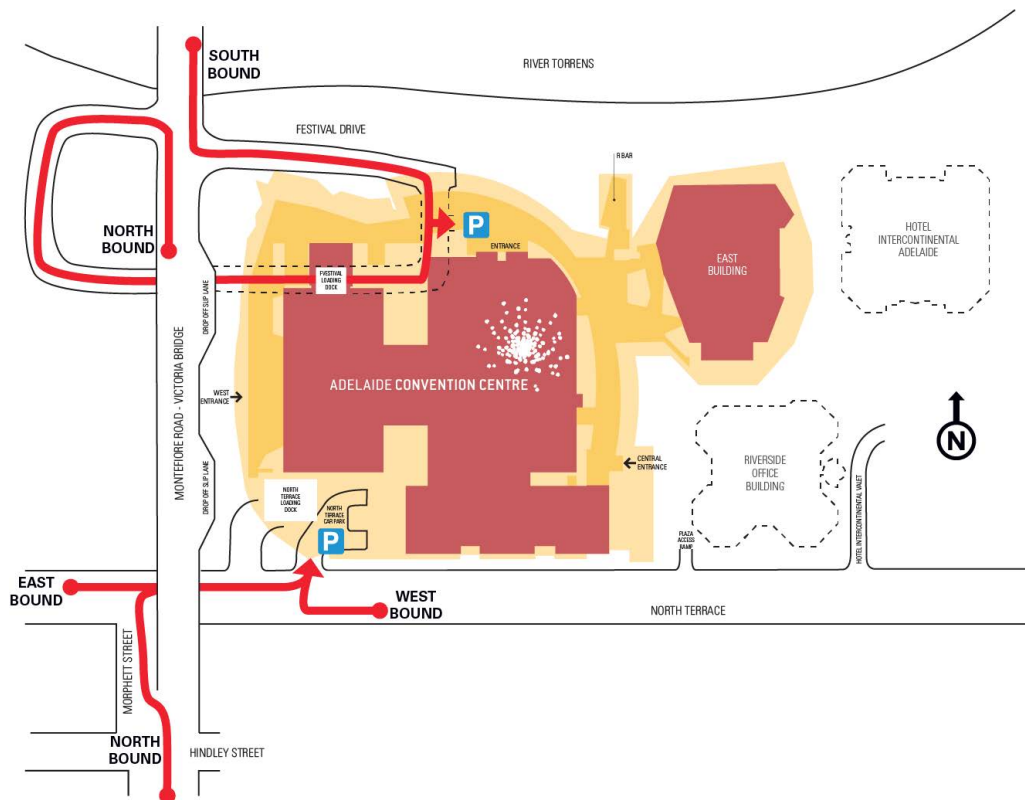 SOUTH
BOUND
RIVER TORRENS
FESTIVAL DRIVE
R BAR
P
NORTH
BOUND
ENTRANCE
EAST
BUILDING
HOTEL
INTERCONTINENTAL
ADELAIDE
FVESTIVAL
LOADING
DOCK
DROP OFF SLIP LANE
MONTEFIORE ROAD - VICTORIA BRIDGE
ADELAIDE CONVENTION CENTRE
WEST
ENTRANCE
N
CENTRAL
ENTRANCE
RIVERSIDE
OFFICE
BUILDING
DROP OFF SLIP LANE
NORTH
TERRACE
LOADING
DOCK
NORTH
TERRACE
CAR PARK
P
PLAZA
ACCESS
RAMP
HOTEL INTERCONTINENTAL VALET
EAST
BOUND
WEST
BOUND
NORTH TERRACE
MORPHETT STREET
NORTH
BOUND
HINDLEY STREET